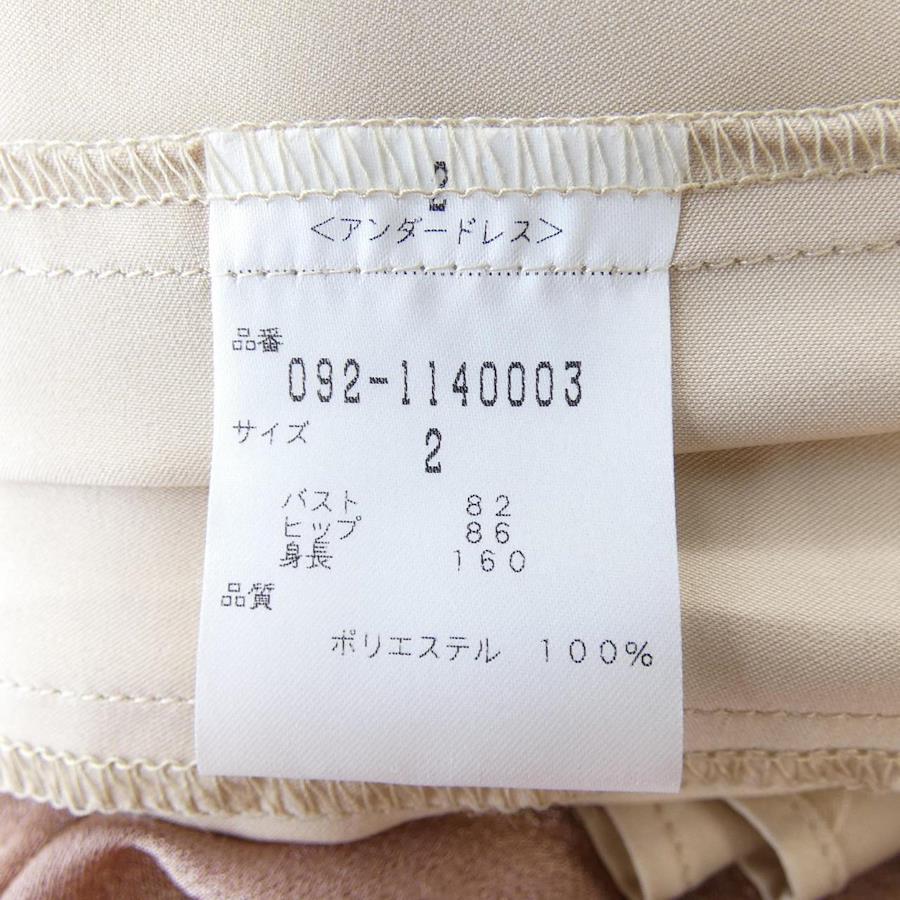 2
<アンダードレス>
品番
092-1140003
サイズ
2
バスト 82
ヒップ 86
身長 160
品質
ポリエステル 100%